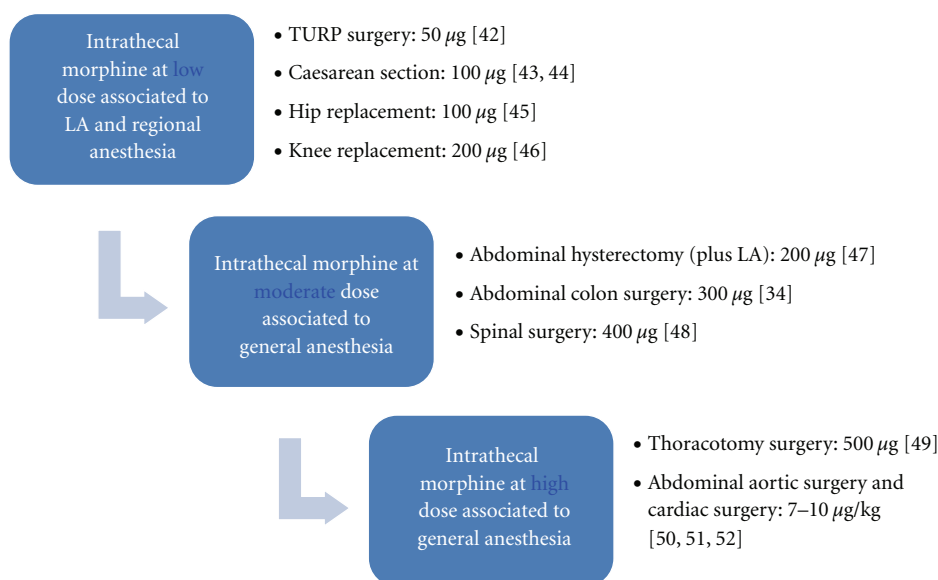 Intrathecal
morphine at low
dose associated to
LA and regional
anesthesia
• TURP surgery: 50 μg [42]
• Caesarean section: 100 μg [43, 44]
• Hip replacement: 100 μg [45]
• Knee replacement: 200 μg [46]
Intrathecal morphine at
moderate dose
associated to
general anesthesia
• Abdominal hysterectomy (plus LA): 200 μg [47]
• Abdominal colon surgery: 300 μg [34]
• Spinal surgery: 400 μg [48]
Intrathecal
morphine at high
dose associated to
general anesthesia
• Thoracotomy surgery: 500 μg [49]
• Abdominal aortic surgery and
cardiac surgery: 7–10 μg/kg
[50, 51, 52]